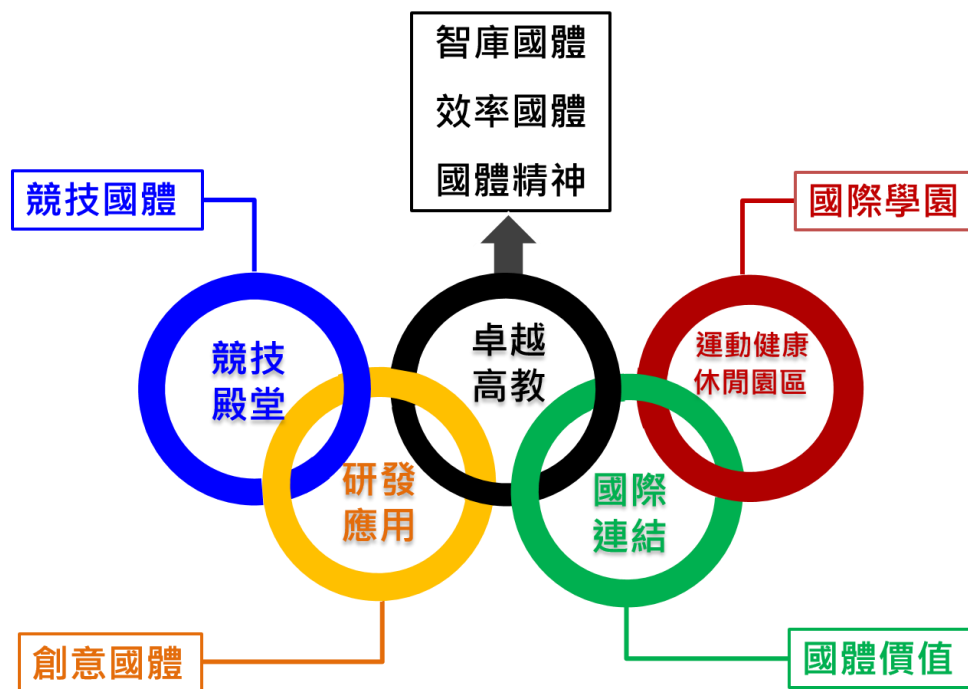 智庫國體
效率國體
國體精神
競技國體
國際學園
競技
殿堂
卓越
高教
運動健康
休閒園區
研發
應用
國際
連結
創意國體
國體價值